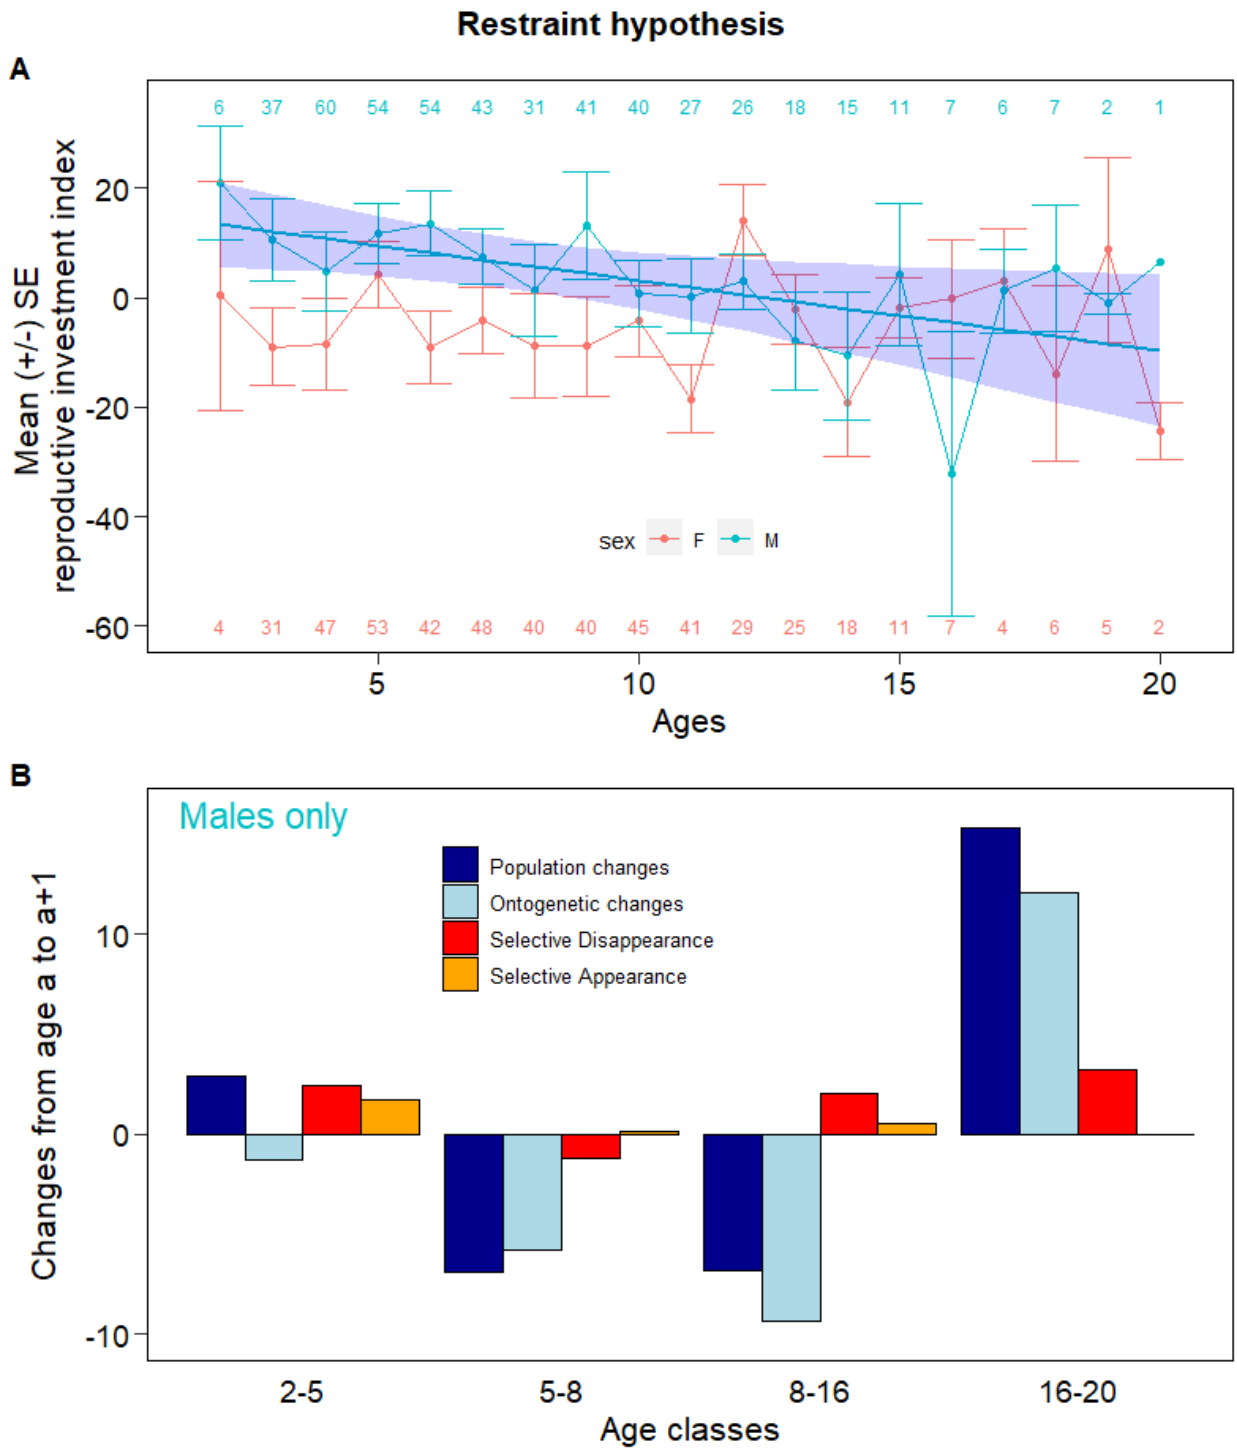 Restraint hypothesis
A
Mean (+/-) SE
reproductive investment index
6 37 60 54 54 43 31 41 40 27 26 18 15 11 7 6 7 2 1
20
0
-20
-40
-60
sex F M
4 31 47 53 42 48 40 40 45 41 29 25 18 11 7 4 6 5 2
5 10 15 20
Ages
B
Males only
Changes from age a to a+1
Population changes
Ontogenetic changes
Selective Disappearance
Selective Appearance
10
0
-10
2-5 5-8 8-16 16-20
Age classes